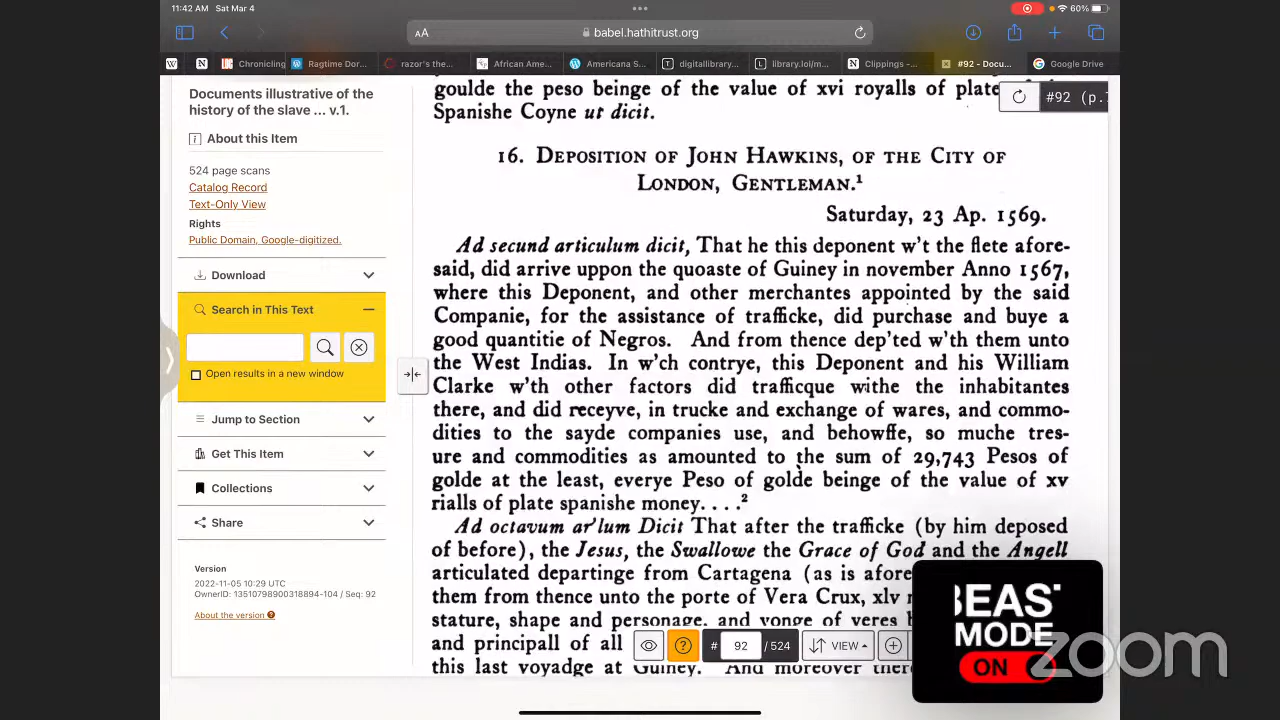 11:42 AM Sat Mar 4
60%
AA
babel.hathitrust.org
Chronicling
Ragtime Dor...
razor's the...
African Ame...
Americana S...
digitallibrary...
library.lol/m...
Clippings - ...
#92 - Docu...
Google Drive
Documents illustrative of the
history of the slave ... v.1.
About this Item
524 page scans
Catalog Record
Text-Only View
Rights
Public Domain, Google-digitized.
Download
Search in This Text
Open results in a new window
Jump to Section
Get This Item
Collections
Share
Version
2022-11-05 10:29 UTC
OwnerID: 13510798900318894-104 / Seq: 92
About the version
#92 (p.
goulde the peso beinge of the value of xvi royalls of plate
Spanishe Coyne ut dicit.
16. Deposition of John Hawkins, of the City of
London, Gentleman.¹
Saturday, 23 Ap. 1569.
Ad secund articulum dicit, That he this deponent w't the flete afore-
said, did arrive uppon the quoaste of Guiney in november Anno 1567,
where this Deponent, and other merchantes appointed by the said
Companie, for the assistance of trafficke, did purchase and buye a
good quantitie of Negros. And from thence dep'ted w'th them unto
the West Indias. In w'ch contrye, this Deponent and his William
Clarke w'th other factors did trafficque withe the inhabitantes
there, and did receyve, in trucke and exchange of wares, and commo-
dities to the sayde companies use, and behowffe, so muche tres-
ure and commodities as amounted to the sum of 29,743 Pesos of
golde at the least, everye Peso of golde beinge of the value of xv
rialls of plate spanishe money. . . .²
Ad octavum ar'lum Dicit That after the trafficke (by him deposed
of before), the Jesus, the Swallowe the Grace of God and the Angell
articulated departinge from Cartagena (as is afore
them from thence unto the porte of Vera Crux, xlv
stature, shape and personage, and yonge of yeres
and principall of all
this last voyadge at Guiney. And moreover
# 92 / 524
VIEW
BEAST
MODE
ON
zoom